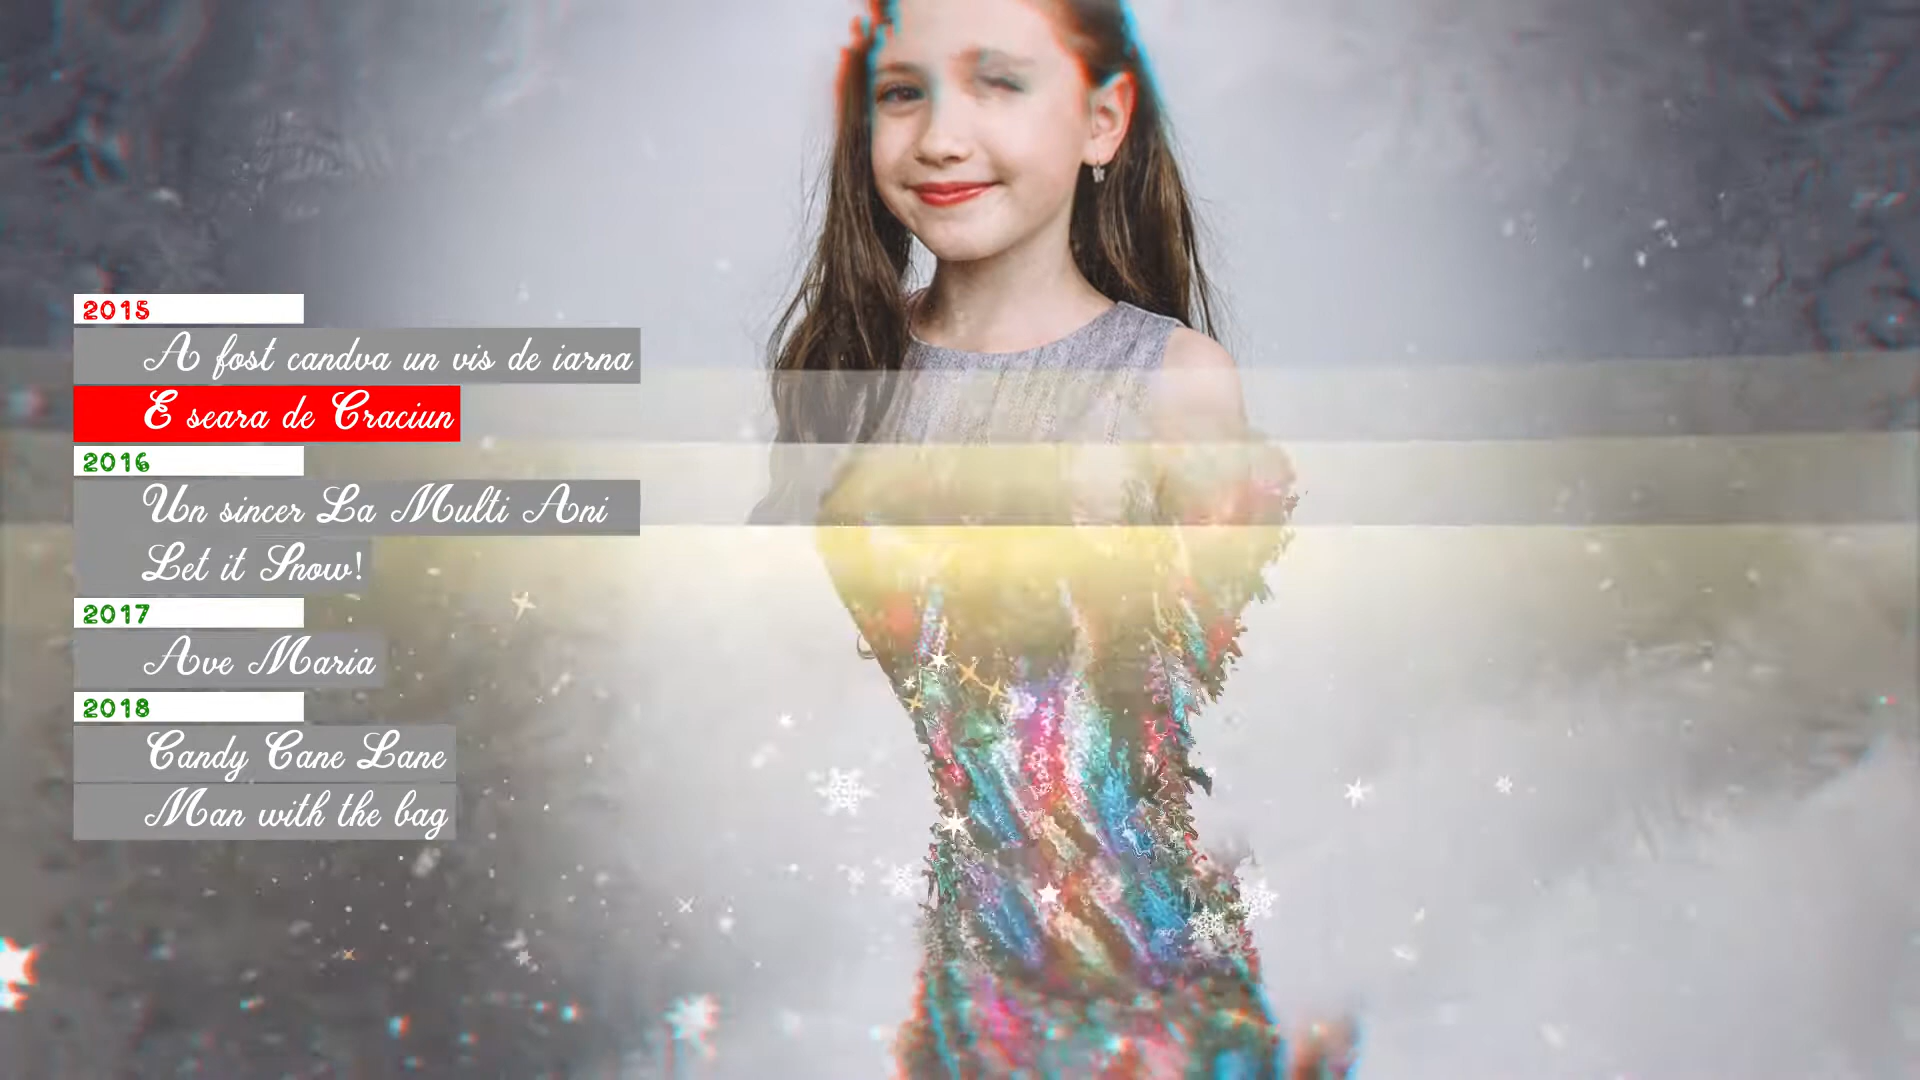 2015
A fost candva un vis de iarna
E seara de Craciun
2016
Un sincer La Multi Ani
Let it Snow!
2017
Ave Maria
2018
Candy Cane Lane
Man with the bag